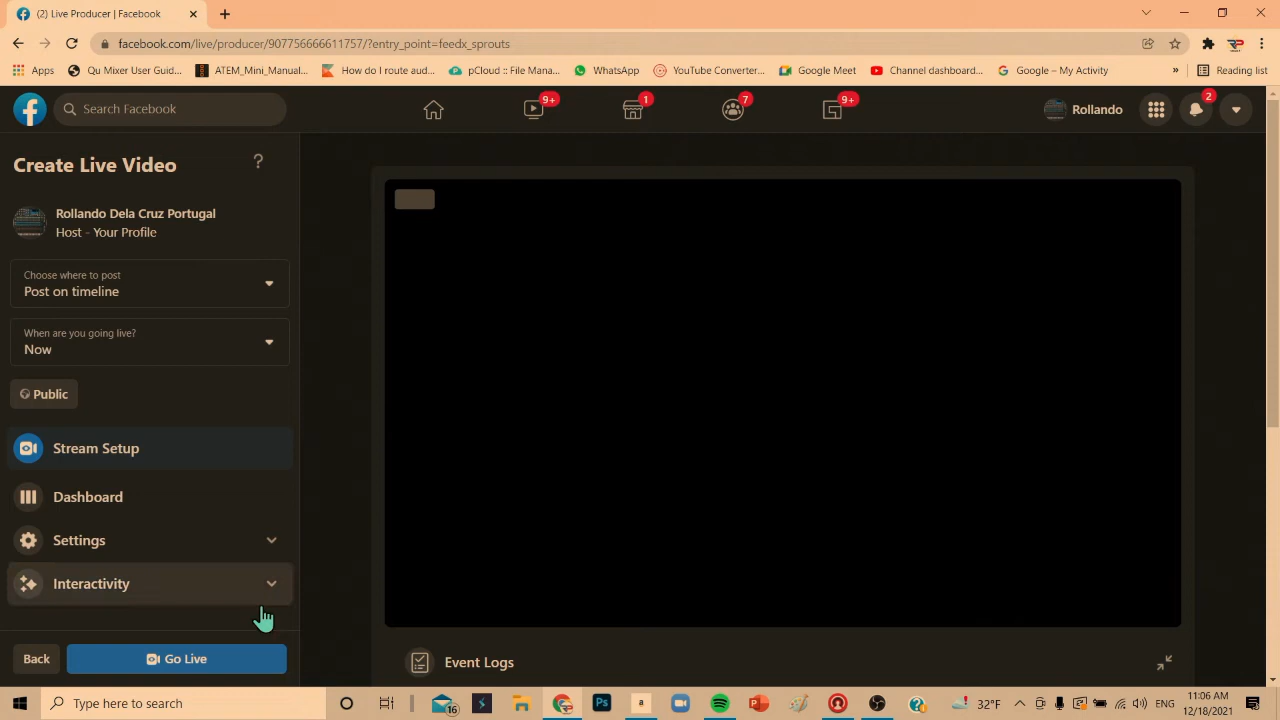 (2) Live Producer | Facebook
facebook.com/live/producer/907756666611757/?entry_point=feedx_sprouts
Apps
Qu Mixer User Guid...
ATEM_Mini_Manual...
How do I route aud...
pCloud :: File Mana...
WhatsApp
YouTube Converter...
Google Meet
Channel dashboard...
Google – My Activity
»
Reading list
Search Facebook
9+
1
7
9+
Rollando
2
Create Live Video
?
Rollando Dela Cruz Portugal
Host - Your Profile
Choose where to post
Post on timeline
When are you going live?
Now
Public
Stream Setup
Dashboard
Settings
Interactivity
Back
Go Live
Event Logs
Type here to search
16
Ps
a
32°F
ENG
11:06 AM
12/18/2021